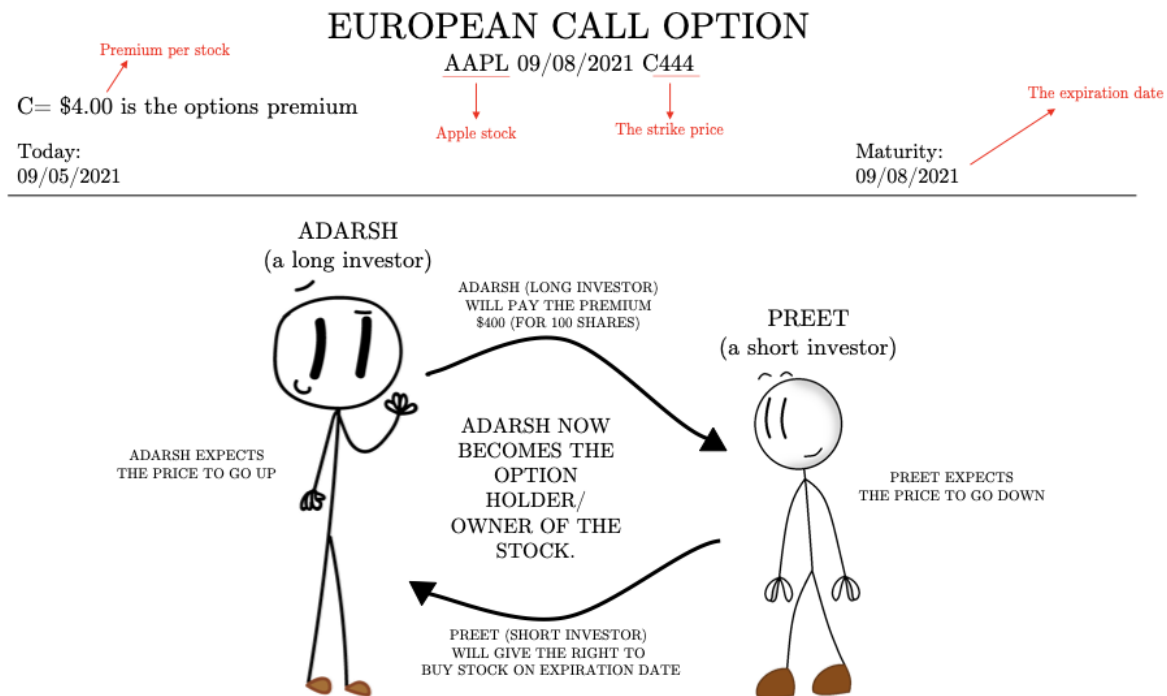 EUROPEAN CALL OPTION
Premium per stock
AAPL 09/08/2021 C444
C= $4.00 is the options premium
The expiration date
Apple stock
The strike price
Today:
09/05/2021
Maturity:
09/08/2021
ADARSH
(a long investor)
ADARSH (LONG INVESTOR)
WILL PAY THE PREMIUM
$400 (FOR 100 SHARES)
PREET
(a short investor)
ADARSH EXPECTS
THE PRICE TO GO UP
ADARSH NOW
BECOMES THE
OPTION
HOLDER/
OWNER OF THE
STOCK.
PREET EXPECTS
THE PRICE TO GO DOWN
PREET (SHORT INVESTOR)
WILL GIVE THE RIGHT TO
BUY STOCK ON EXPIRATION DATE